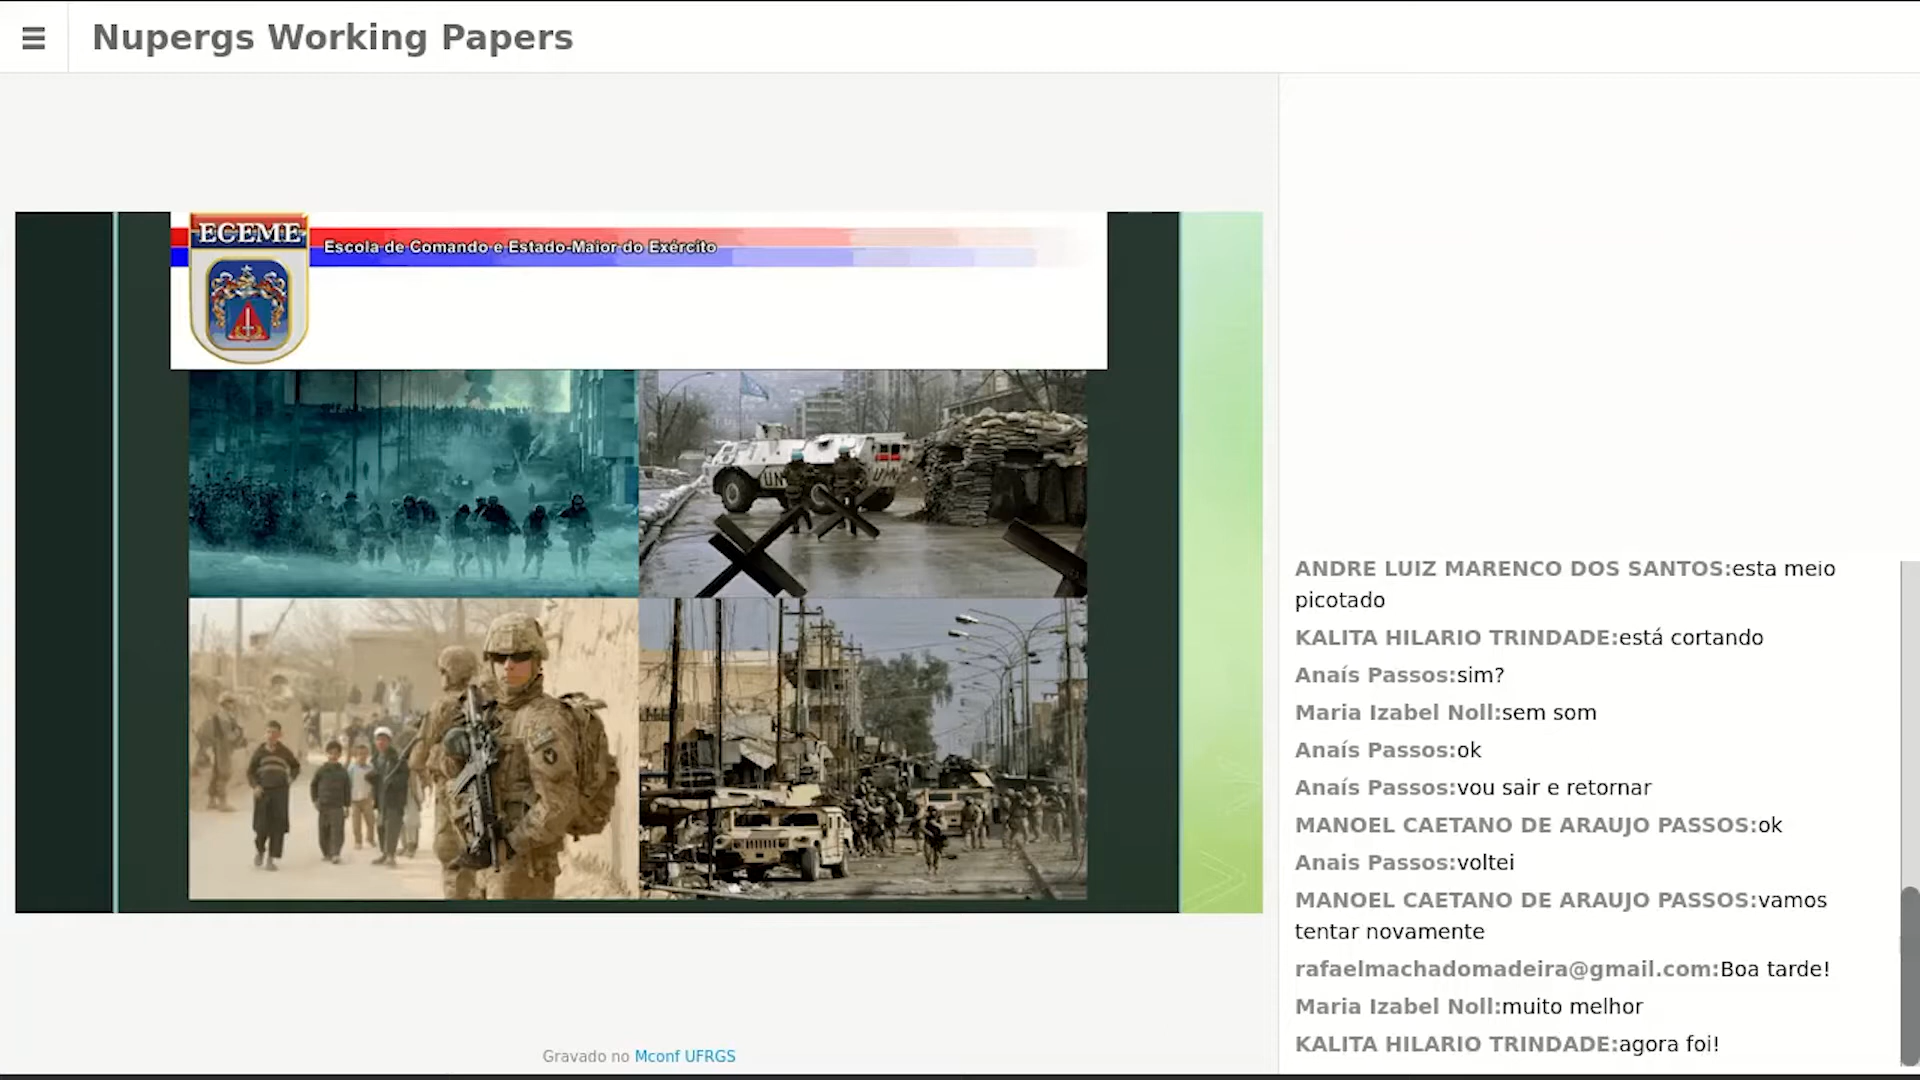 Nupergs Working Papers
ECEME
Escola de Comando e Estado-Maior do Exército
UN
UN
ANDRE LUIZ MARENCO DOS SANTOS:esta meio
picotado
KALITA HILARIO TRINDADE:está cortando
Anaís Passos:sim?
Maria Izabel Noll:sem som
Anaís Passos:ok
Anaís Passos:vou sair e retornar
MANOEL CAETANO DE ARAUJO PASSOS:ok
Anais Passos:voltei
MANOEL CAETANO DE ARAUJO PASSOS:vamos
tentar novamente
rafaelmachadomadeira@gmail.com:Boa tarde!
Maria Izabel Noll:muito melhor
KALITA HILARIO TRINDADE:agora foi!
Gravado no Mconf UFRGS